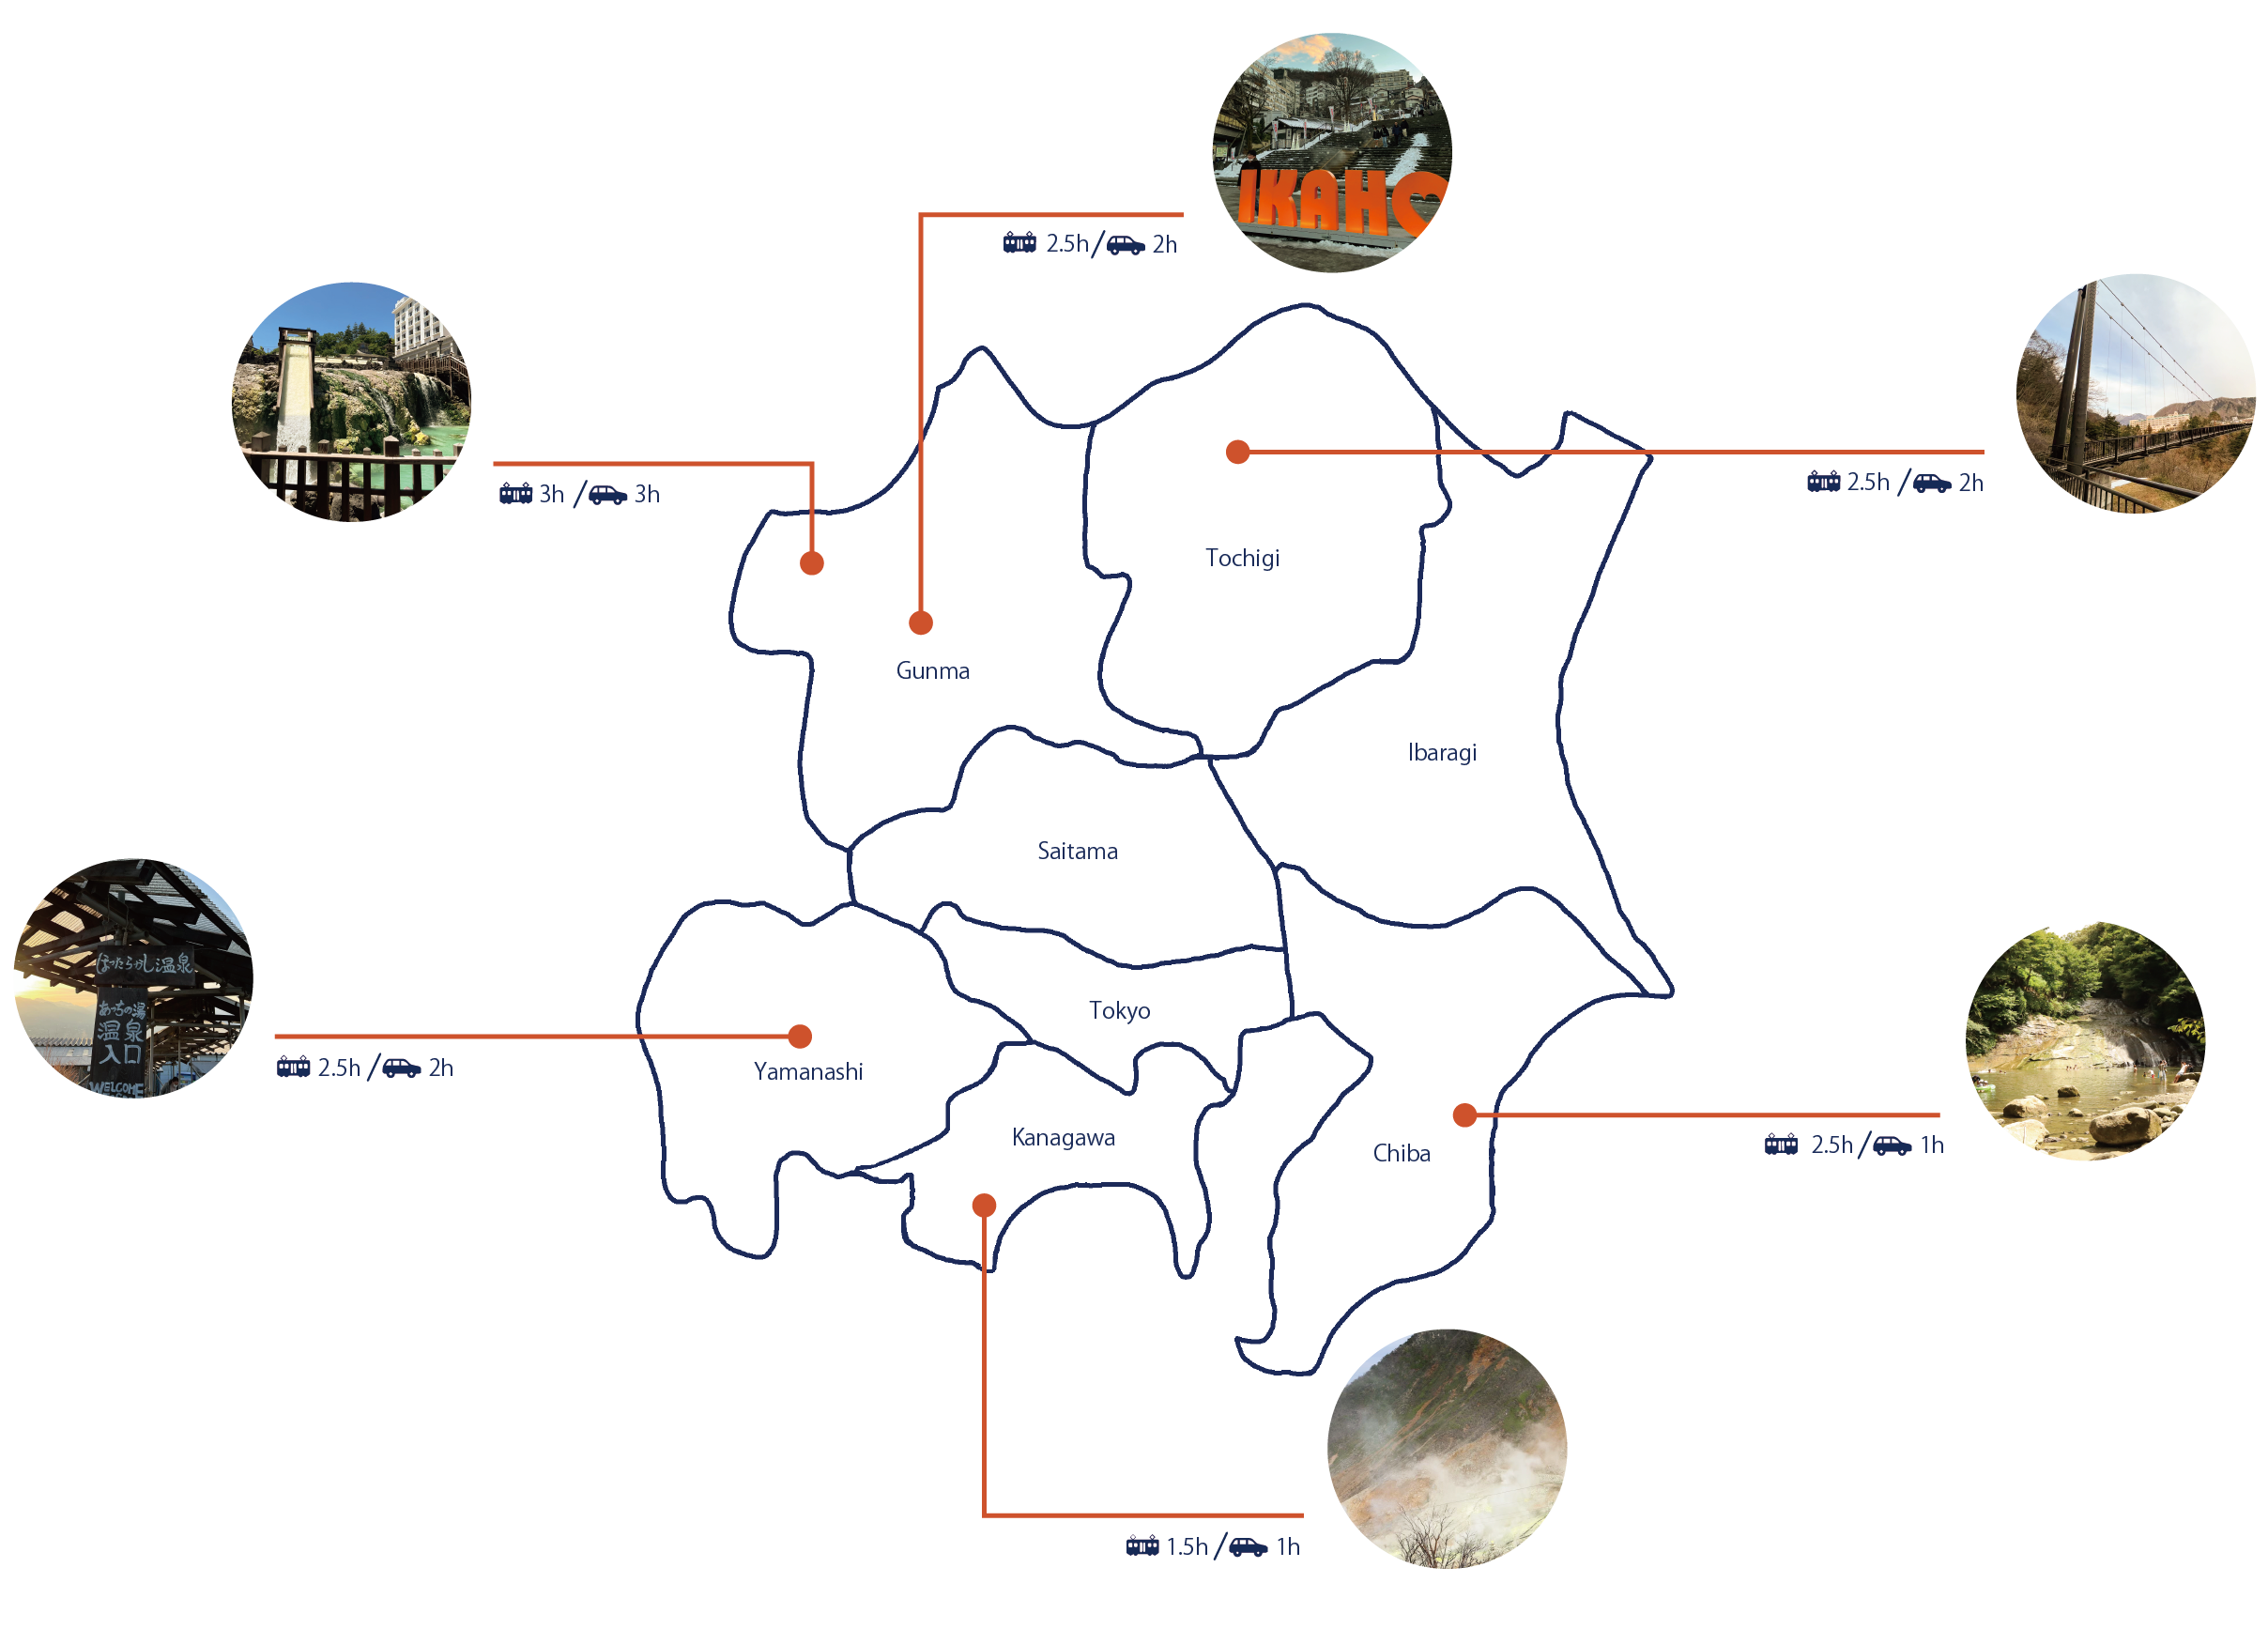 IKAHO
2.5h/ 2h
3h / 3h
2.5h / 2h
Tochigi
Gunma
Ibaragi
Saitama
ほったらかし温泉
あっちの湯
温泉
入口
WELCOME
Tokyo
2.5h / 2h
Yamanashi
Kanagawa
Chiba
2.5h / 1h
1.5h / 1h